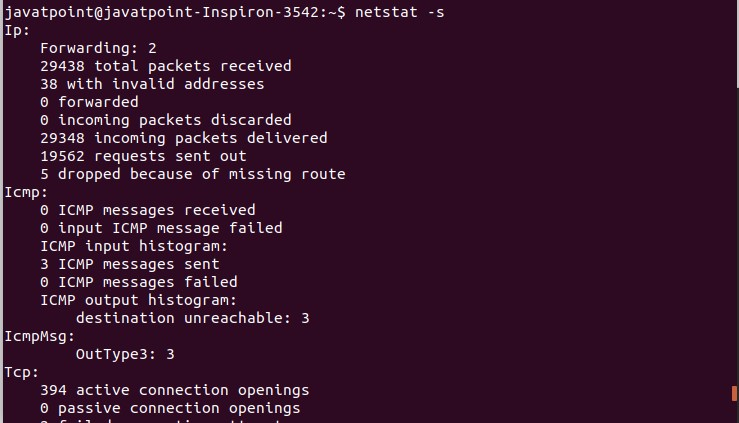 javatpoint@javatpoint-Inspiron-3542:~$ netstat -s
Ip:
    Forwarding: 2
    29438 total packets received
    38 with invalid addresses
    0 forwarded
    0 incoming packets discarded
    29348 incoming packets delivered
    19562 requests sent out
    5 dropped because of missing route
Icmp:
    0 ICMP messages received
    0 input ICMP message failed
    ICMP input histogram:
    3 ICMP messages sent
    0 ICMP messages failed
    ICMP output histogram:
        destination unreachable: 3
IcmpMsg:
        OutType3: 3
Tcp:
    394 active connection openings
    0 passive connection openings